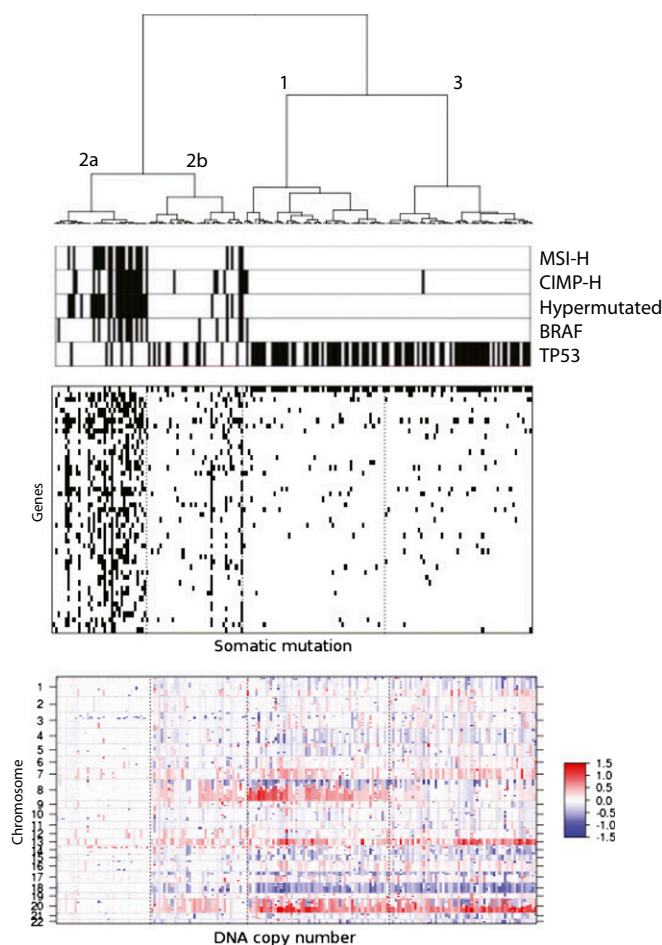 1
3
2a
2b
MSI-H
CIMP-H
Hypermutated
BRAF
TP53
Genes
Somatic mutation
Chromosome
1
2
3
4
5
6
7
8
9
10
11
12
13
14
15
16
17
18
19
20
21
22
1.5
1.0
0.5
0.0
-0.5
-1.0
-1.5
DNA copy number